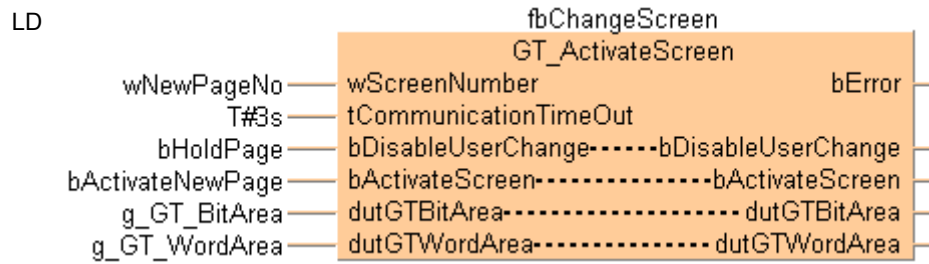 LD
fbChangeScreen
GT_ActivateScreen
wNewPageNo wScreenNumber bError
T#3s tCommunicationTimeOut
bHoldPage bDisableUserChange------bDisableUserChange
bActivateNewPage bActivateScreen---------------bActivateScreen
g_GT_BitArea dutGTBitArea------------------dutGTBitArea
g_GT_WordArea dutGTWordArea--------------dutGTWordArea